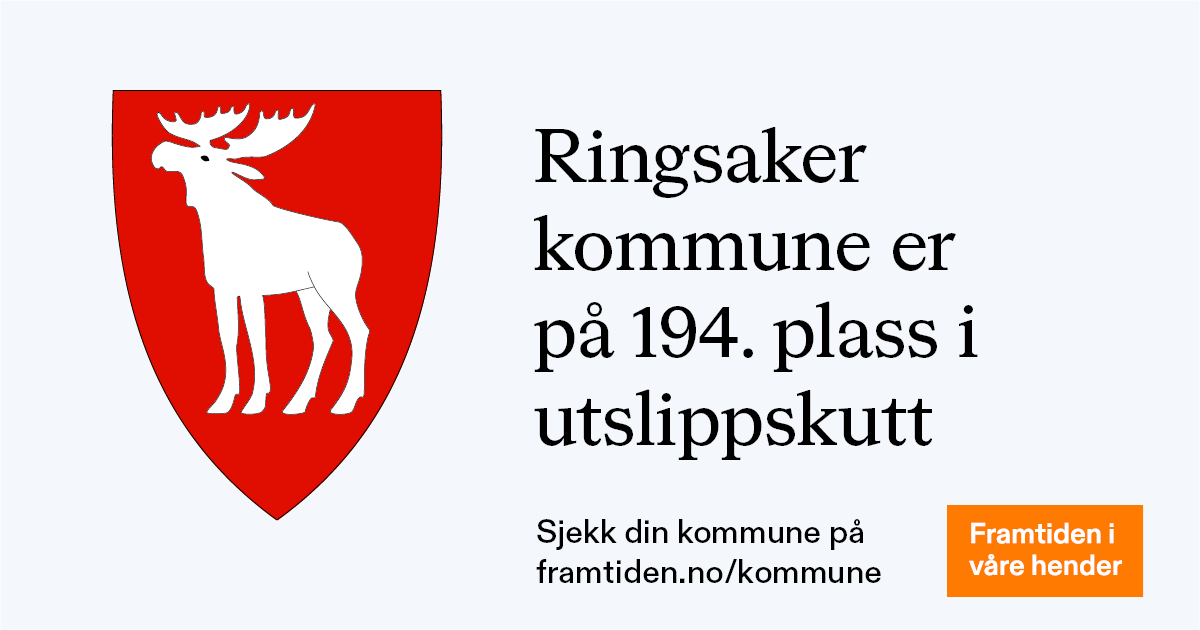 Ringsaker
kommune er
på 194. plass i
utslippskutt
Sjekk din kommune på
framtiden.no/kommune
Framtiden i
våre hender